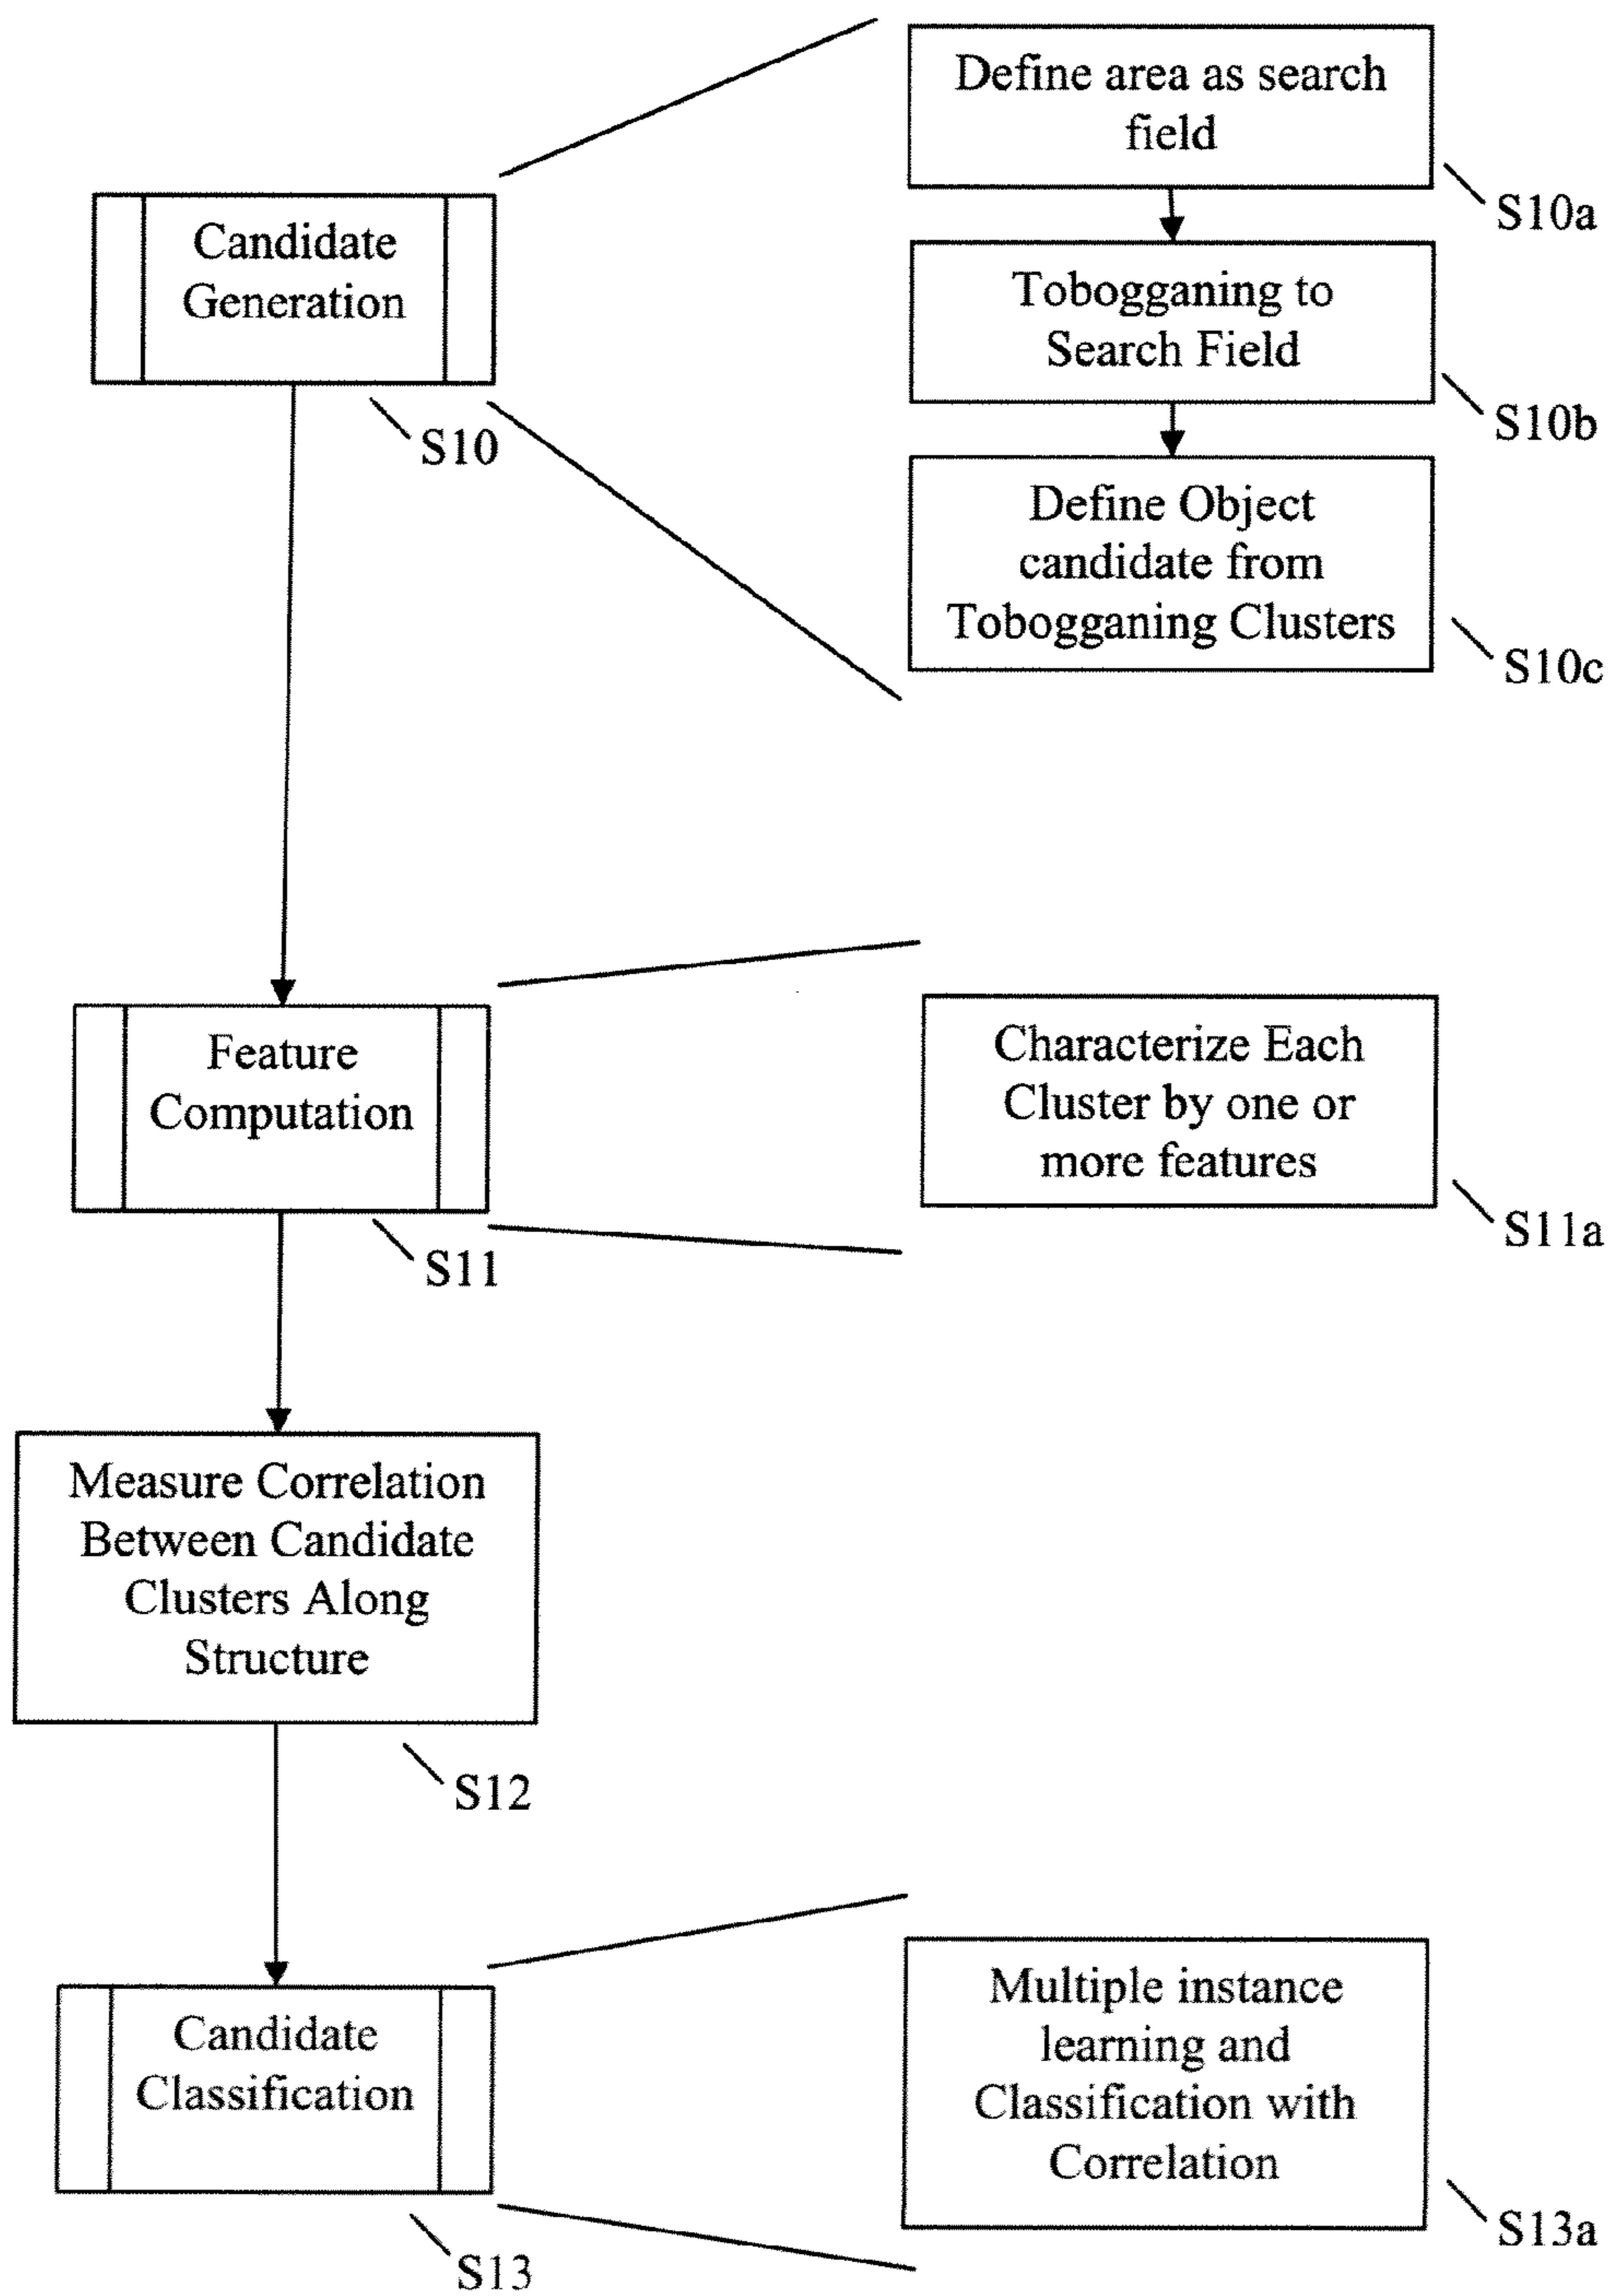 Candidate
Generation
S10
Define area as search
field
S10a
Tobogganing to
Search Field
S10b
Define Object
candidate from
Tobogganing Clusters
S10c
Feature
Computation
S11
Characterize Each
Cluster by one or
more features
S11a
Measure Correlation
Between Candidate
Clusters Along
Structure
S12
Candidate
Classification
S13
Multiple instance
learning and
Classification with
Correlation
S13a